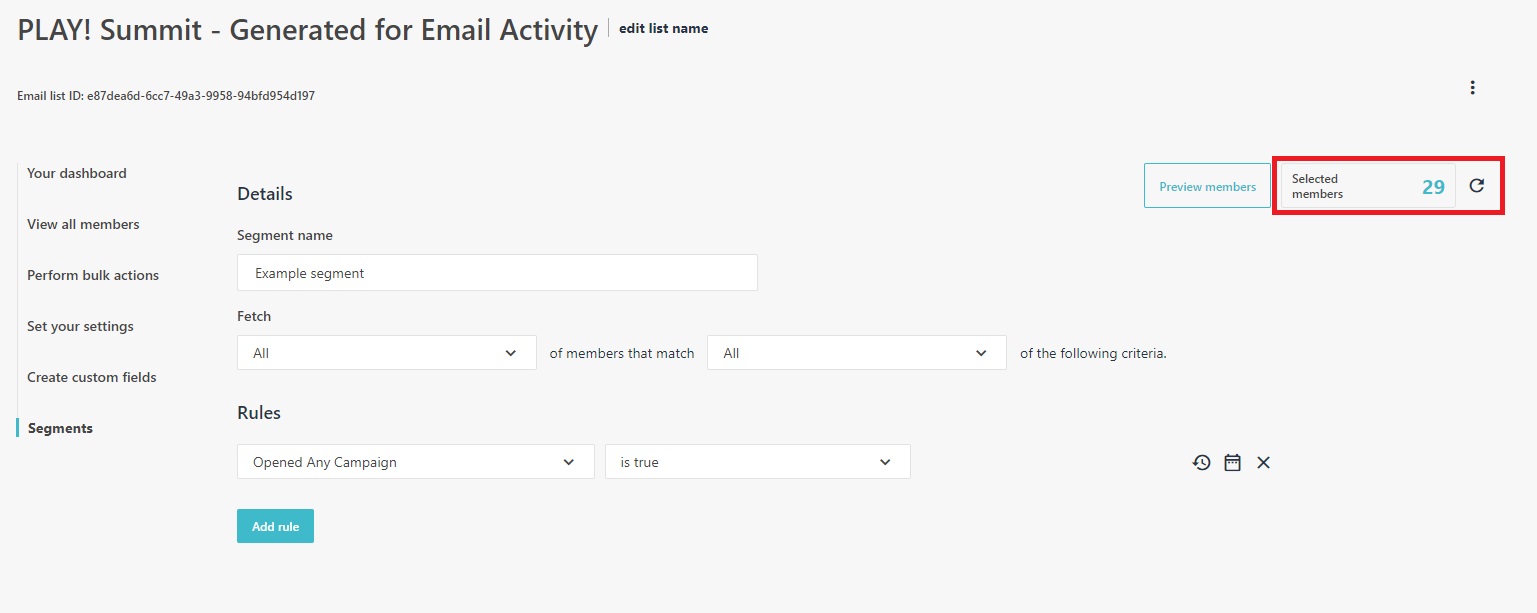 PLAY! Summit - Generated for Email Activity
edit list name
Email list ID: e87dea6d-6cc7-49a3-9958-94bfd954d197
Your dashboard
View all members
Perform bulk actions
Set your settings
Create custom fields
Segments
Details
Preview members
Selected
members
29
Segment name
Example segment
Fetch
All of members that match All of the following criteria.
Rules
Opened Any Campaign is true
Add rule